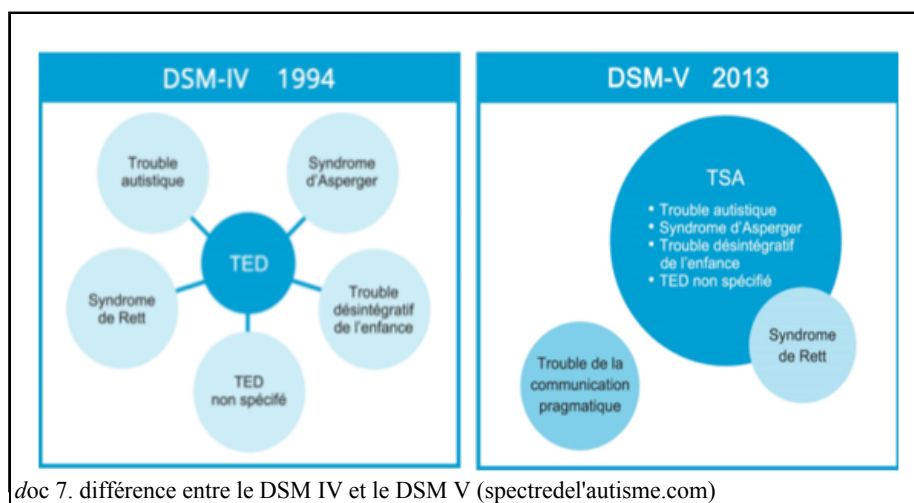 DSM-IV 1994
Trouble
autistique
Syndrome
d'Asperger
TED
Syndrome
de Rett
Trouble
désintégratif
de l'enfance
TED
non spécifé
DSM-V 2013
TSA
• Trouble autistique
• Syndrome d'Asperger
• Trouble désintégratif
de l'enfance
• TED non spécifié
Syndrome
de Rett
Trouble de la
communication
pragmatique
doc 7. différence entre le DSM IV et le DSM V (spectredel'autisme.com)